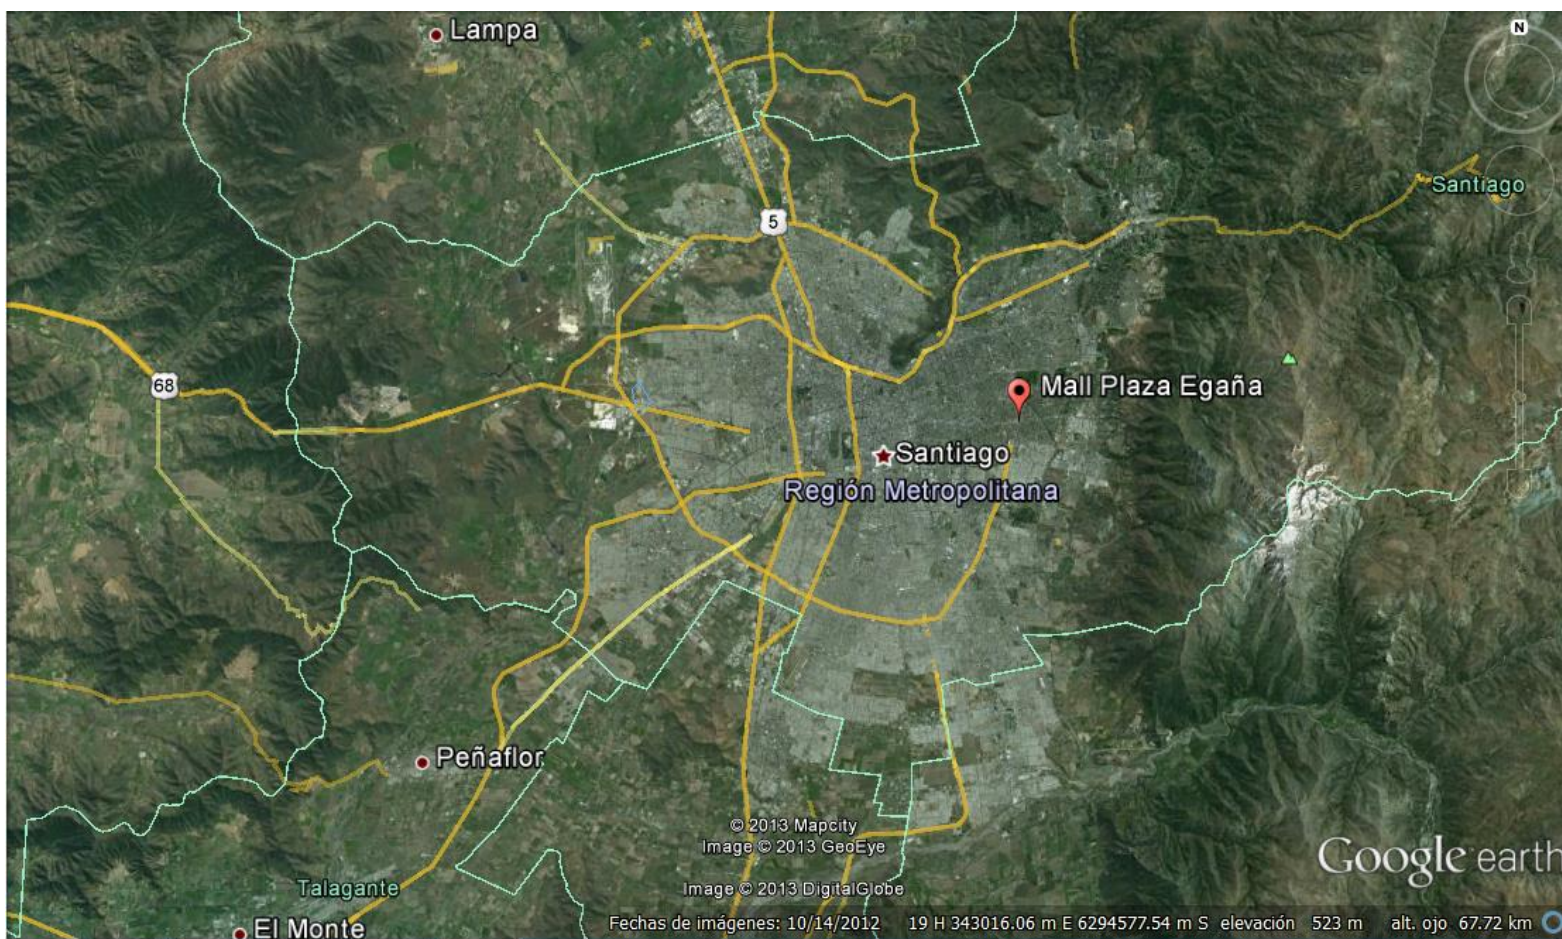 N
Lampa
Santiago
5
68
Mall Plaza Egaña
Santiago
Región Metropolitana
Peñaflor
© 2013 Mapcity
Image © 2013 GeoEye
Google earth
Talagante
Image © 2013 DigitalGlobe
El Monte
Fechas de imágenes: 10/14/2012 19 H 343016.06 m E 6294577.54 m S elevación 523 m alt. ojo 67.72 km